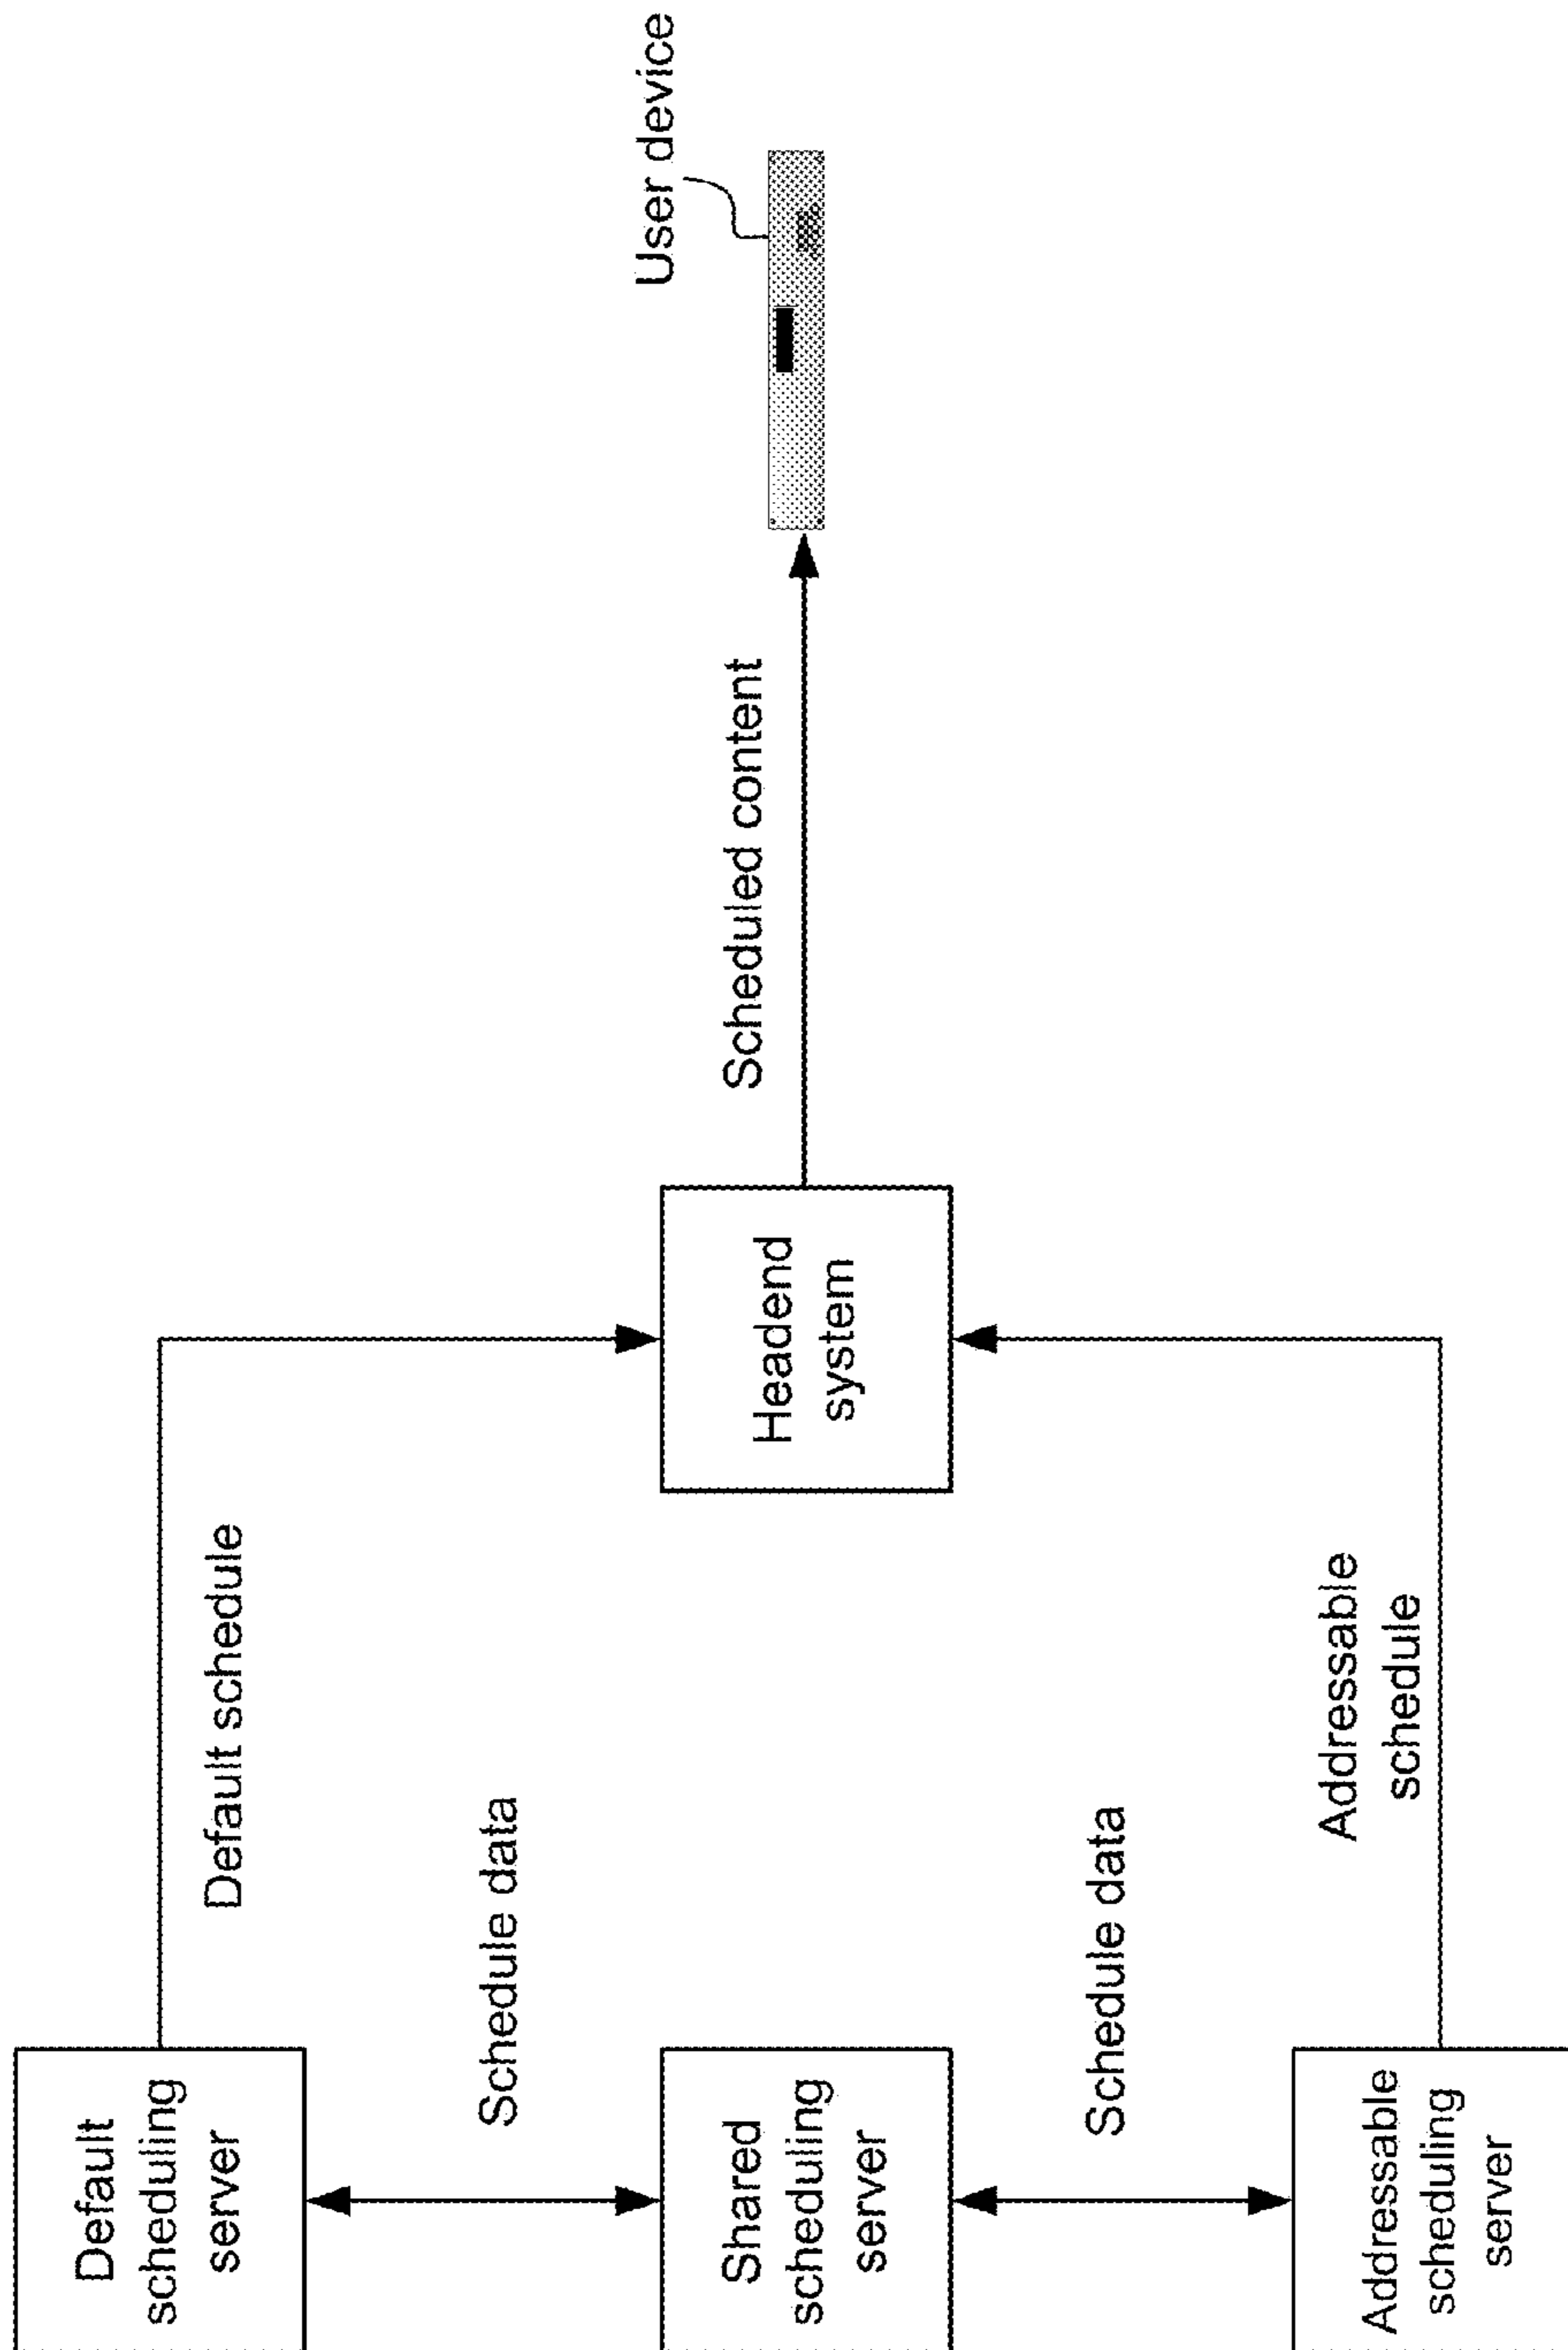 Default
scheduling
server
Default schedule
Schedule data
Shared
scheduling
server
Headend
system
Scheduled content
User device
Schedule data
Addressable
scheduling
server
Addressable
schedule